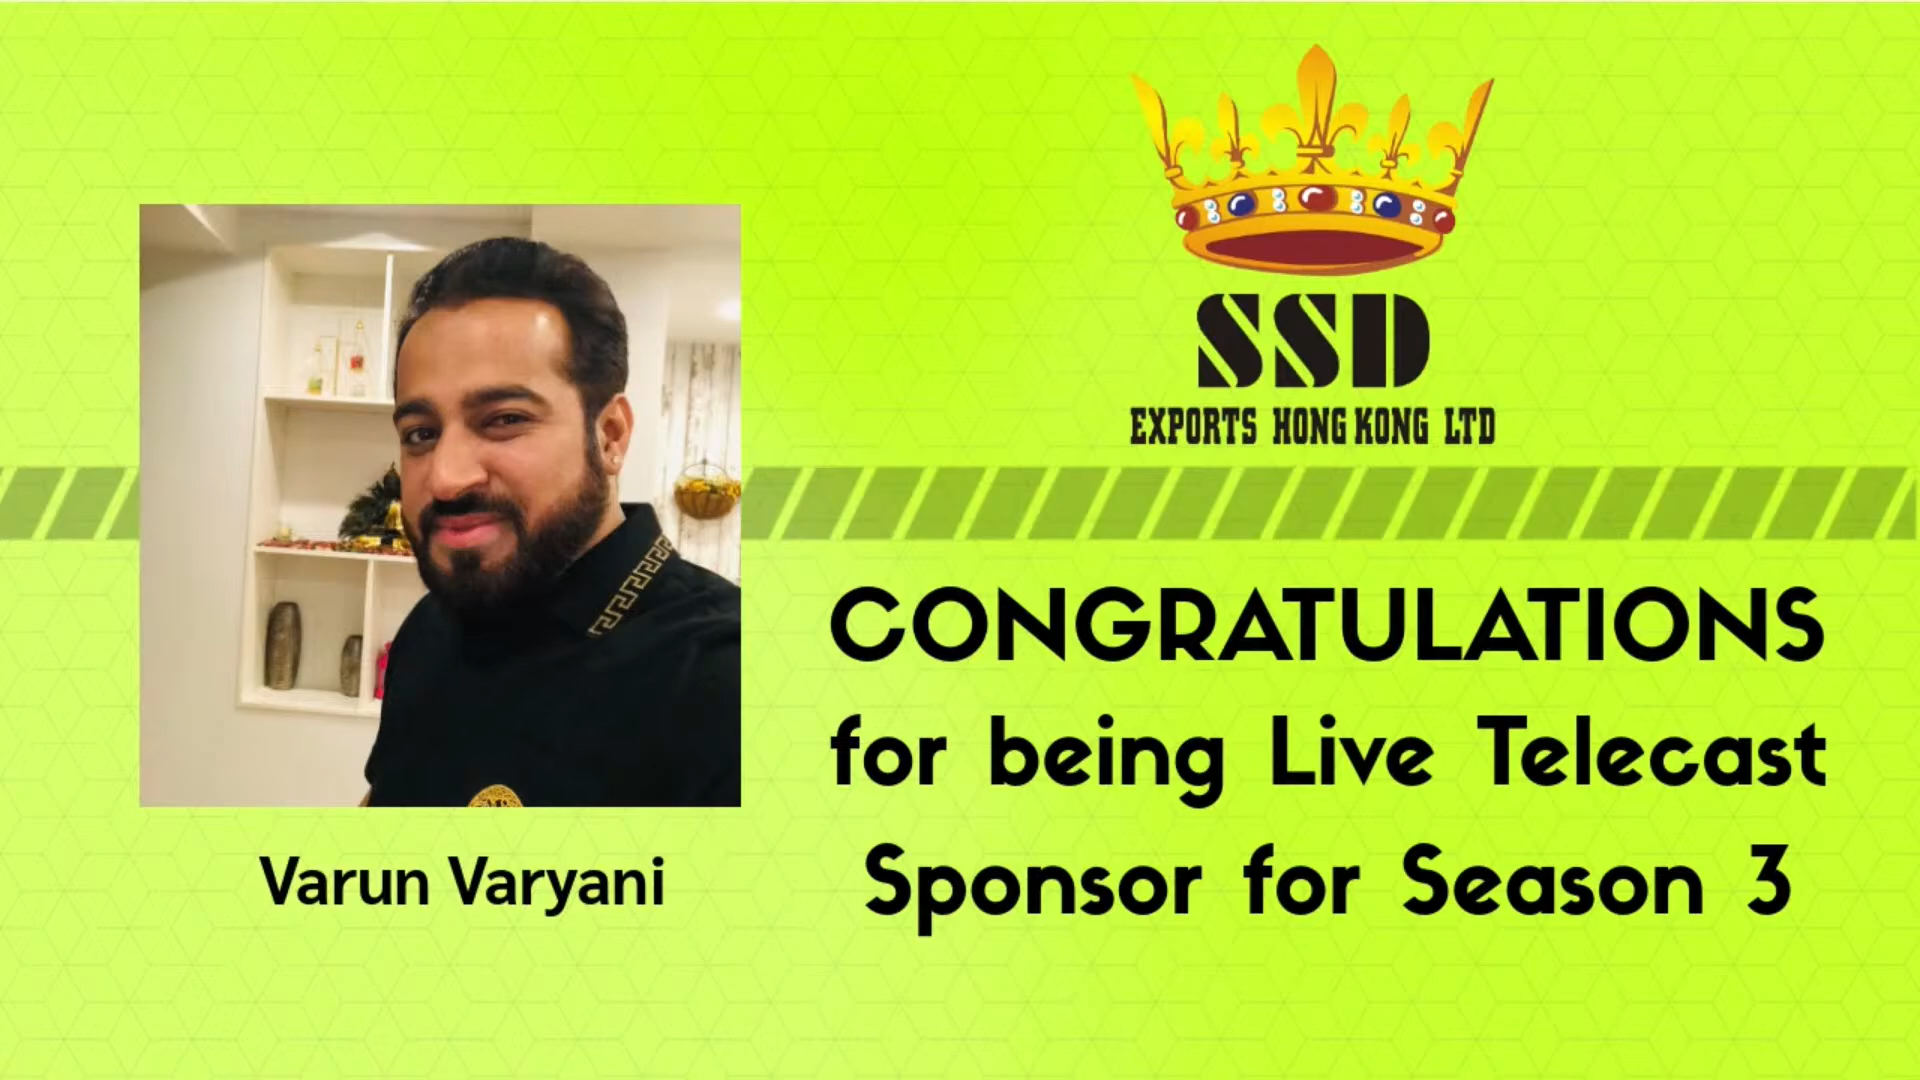 SSD
EXPORTS HONG KONG LTD
CONGRATULATIONS
for being Live Telecast
Sponsor for Season 3
Varun Varyani